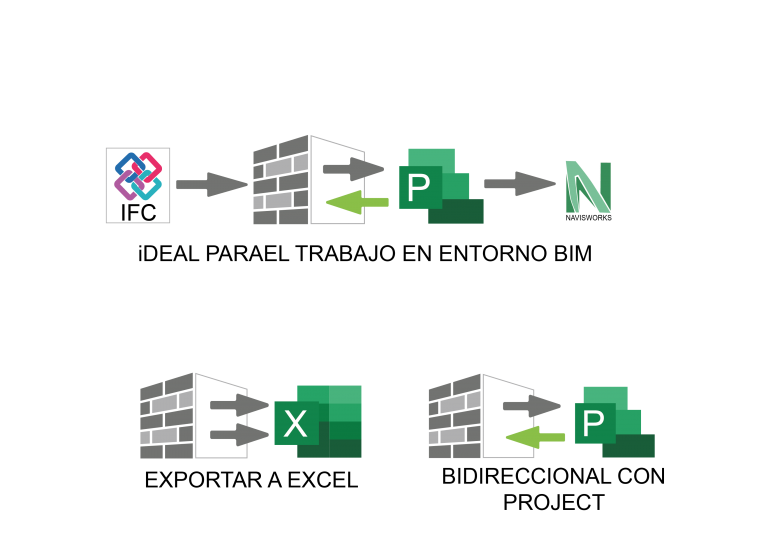 IFC
P
NAVISWORKS
iDEAL PARAEL TRABAJO EN ENTORNO BIM
X
P
EXPORTAR A EXCEL
BIDIRECCIONAL CON
PROJECT